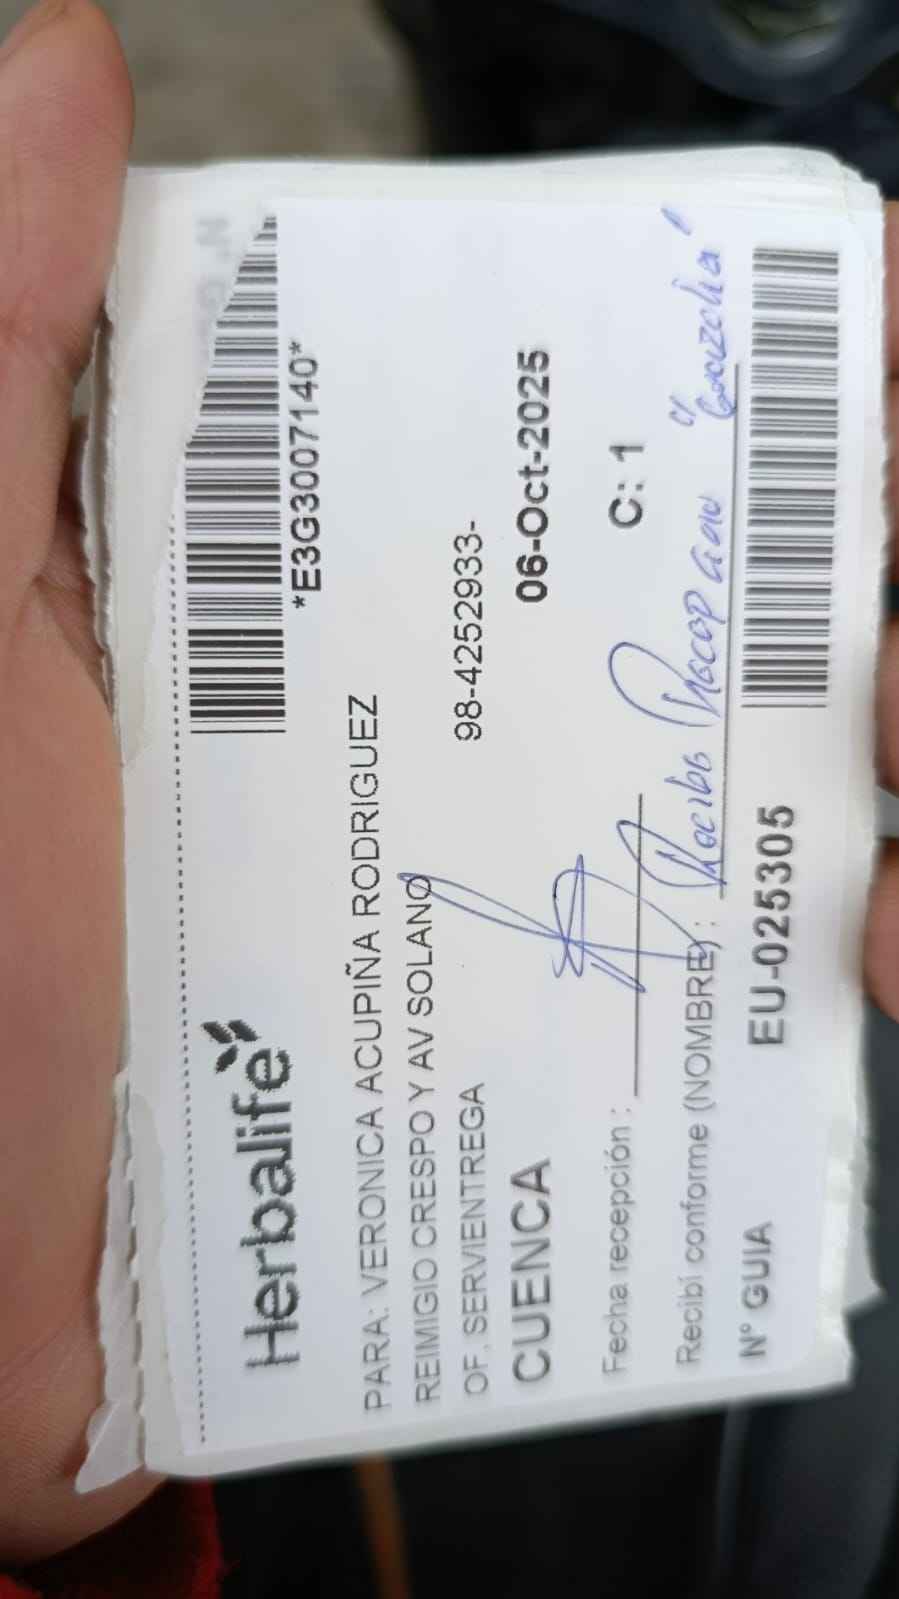 Herbalife
*E3G3007140*
PARA: VERONICA ACUPIÑA RODRIGUEZ
REIMIGIO CRESPO Y AV SOLANO
OF. SERVIENTREGA 98-4252933-
CUENCA 06-Oct-2025
Fecha recepción : C: 1
Recibí conforme (NOMBRE) : Recibe
N° GUIA EU-025305